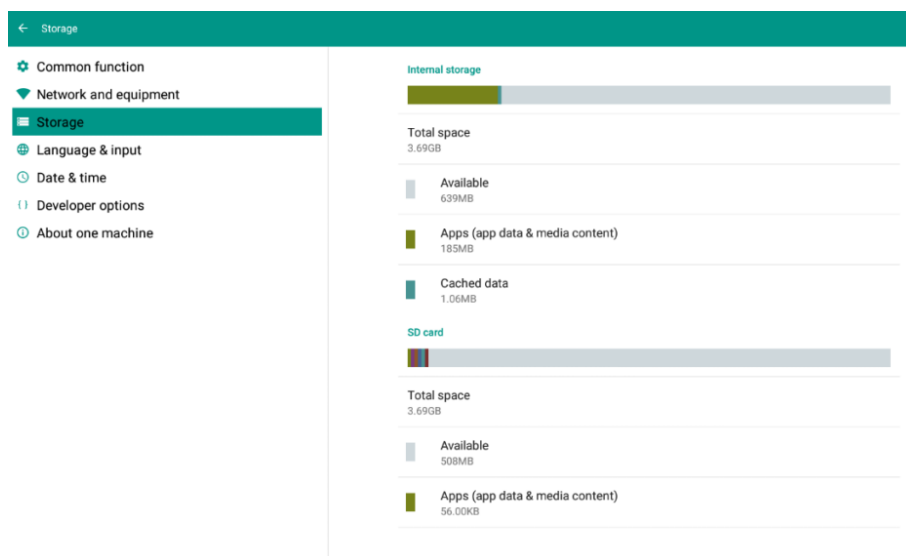 Storage
Common function
Network and equipment
Storage
Language & input
Date & time
Developer options
About one machine
Internal storage
Total space
3.69GB
Available
639MB
Apps (app data & media content)
185MB
Cached data
1.06MB
SD card
Total space
3.69GB
Available
508MB
Apps (app data & media content)
56.00KB